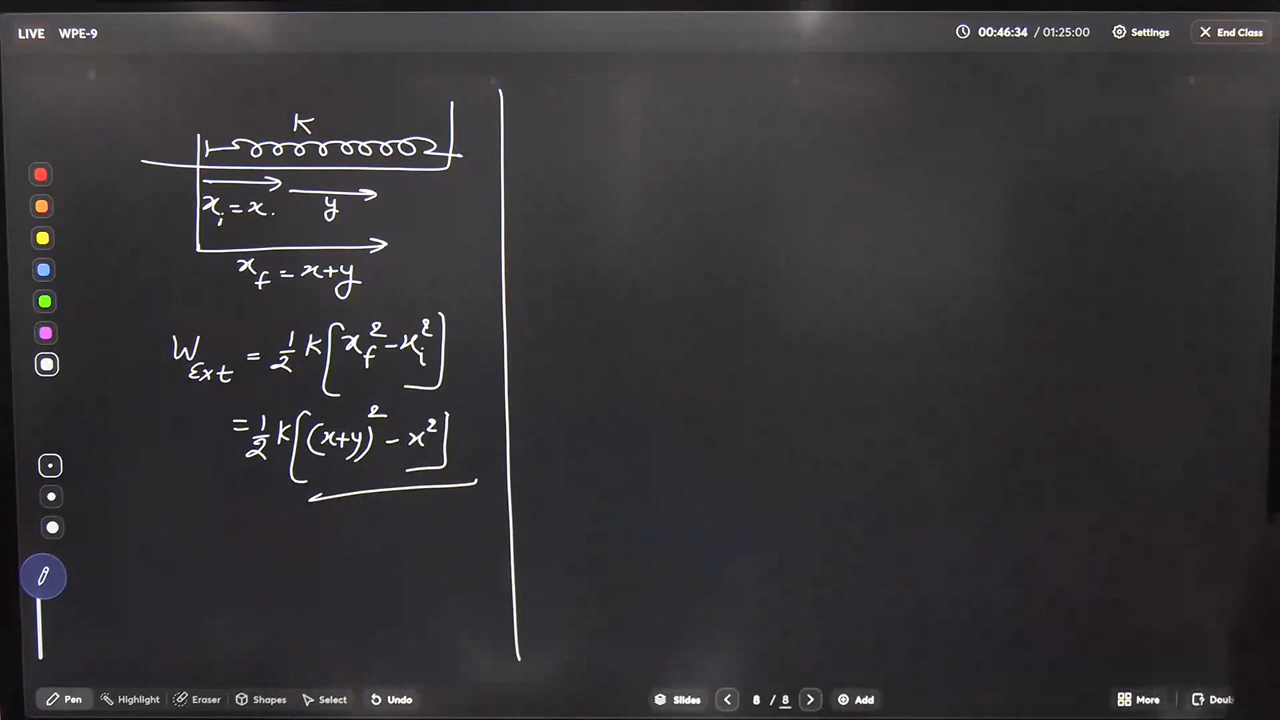 LIVE WPE-9 00:46:34 / 01:25:00 Settings End Class
K
x_i = x. y
x_f = x+y
W_Ext = 1/2 K[x_f^2 - x_i^2]
= 1/2 K[(x+y)^2 - x^2]
Pen Highlight Eraser Shapes Select Undo Slides 8 / 8 Add More Dou